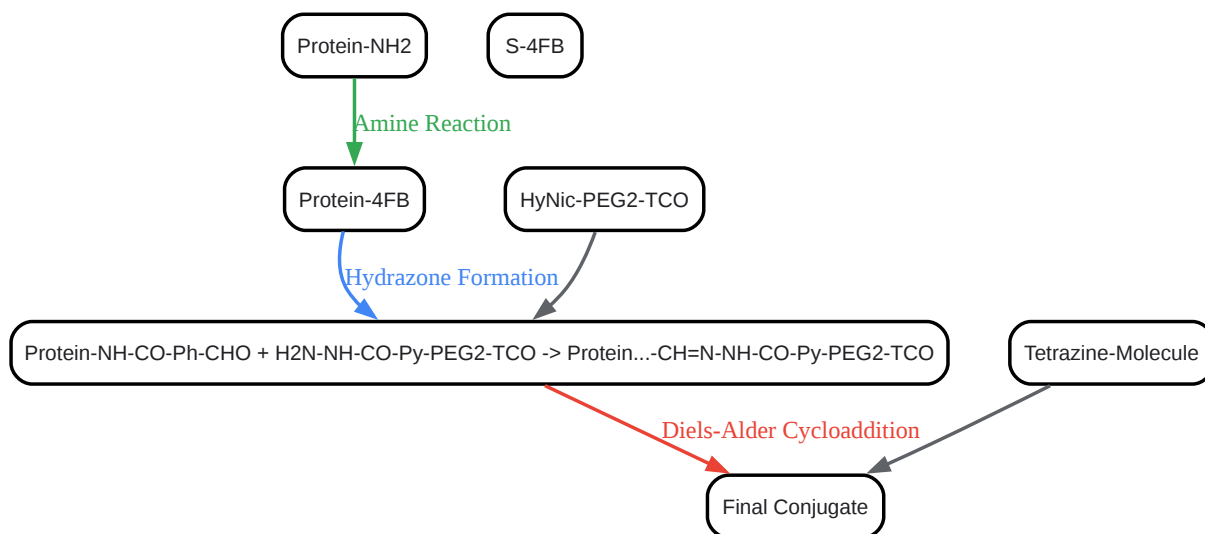 Protein-NH2
S-4FB
Amine Reaction
Protein-4FB
HyNic-PEG2-TCO
Hydrazone Formation
Protein-NH-CO-Ph-CHO + H2N-NH-CO-Py-PEG2-TCO -> Protein...-CH=N-NH-CO-Py-PEG2-TCO
Tetrazine-Molecule
Diels-Alder Cycloaddition
Final Conjugate